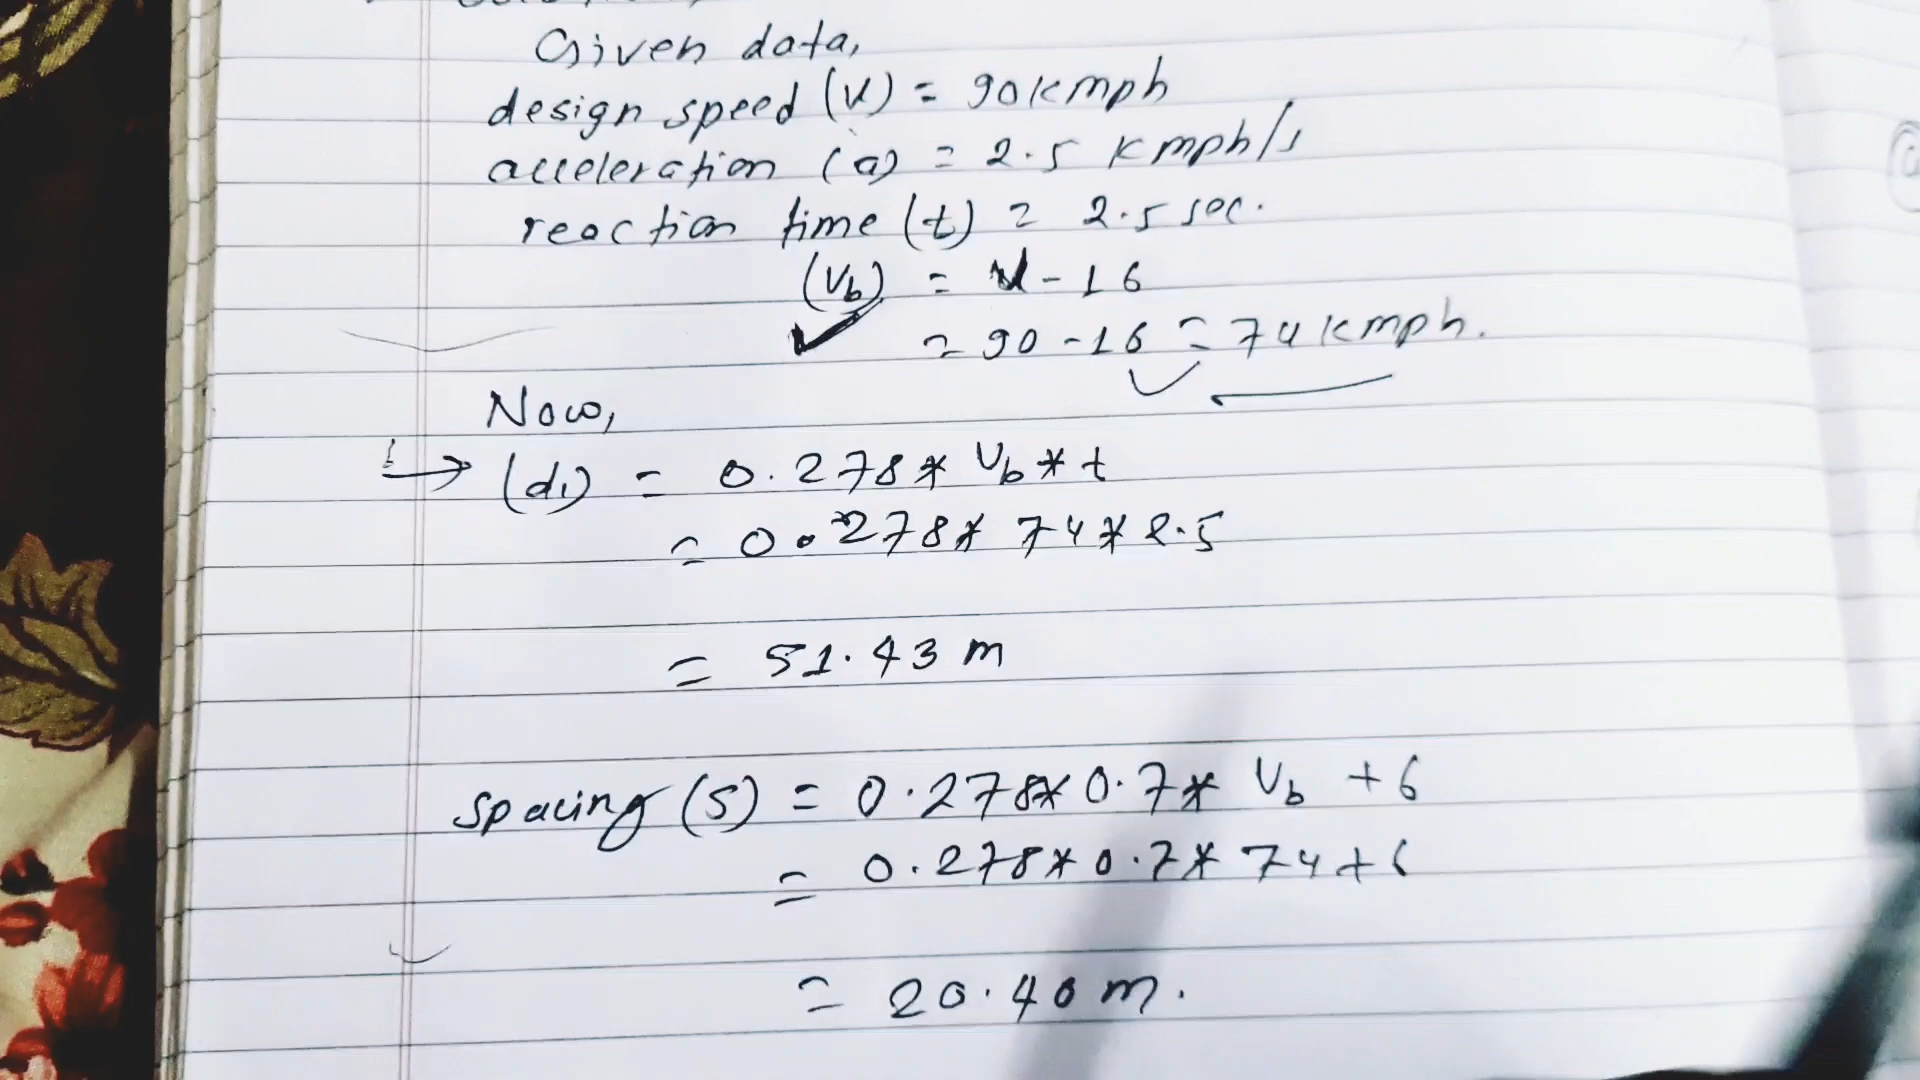 Given data,
design speed (V) = 90 kmph
acceleration (a) = 2.5 kmph/s
reaction time (t) = 2.5 sec.
(Vb) = V - 16
= 90 - 16 = 74 kmph.
Now,
(d1) = 0.278 * Vb * t
= 0.278 * 74 * 2.5
= 51.43 m
Spacing (S) = 0.278 * 0.7 * Vb + 6
= 0.278 * 0.7 * 74 + 6
= 20.40 m.